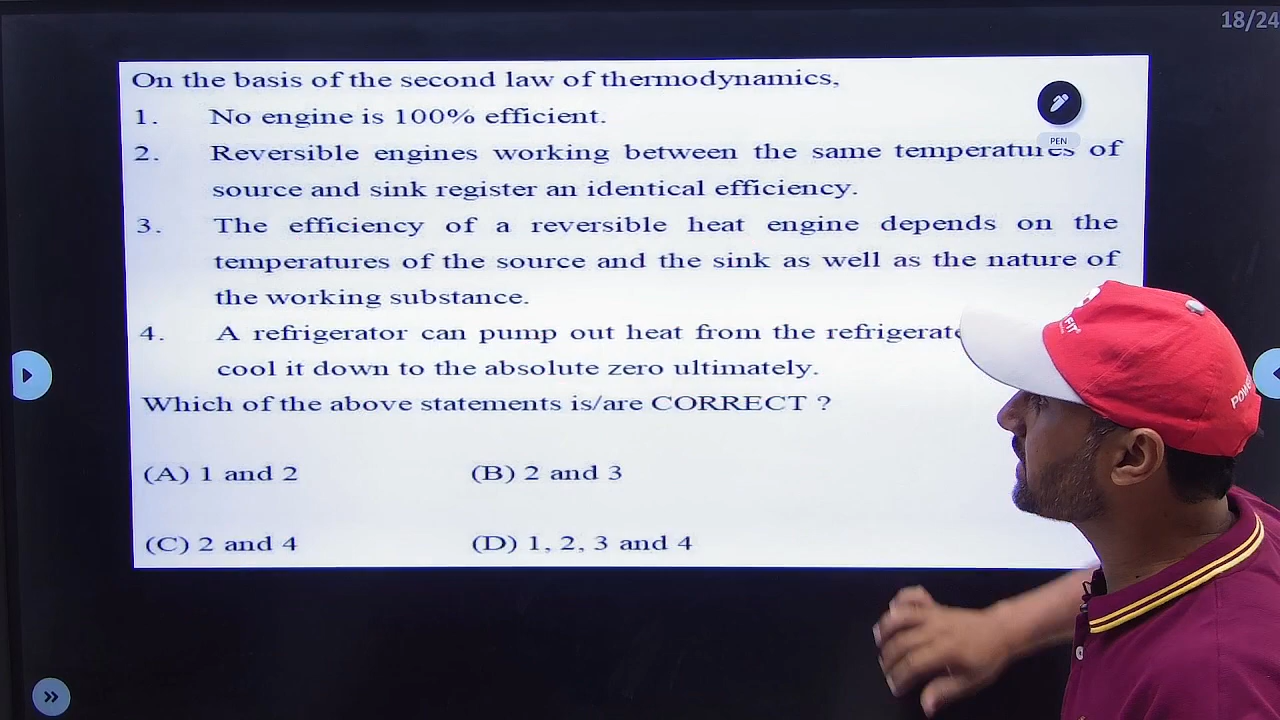 18/24
On the basis of the second law of thermodynamics,
1. No engine is 100% efficient.
PEN
2. Reversible engines working between the same temperatures of
source and sink register an identical efficiency.
3. The efficiency of a reversible heat engine depends on the
temperatures of the source and the sink as well as the nature of
the working substance.
4. A refrigerator can pump out heat from the
cool it down to the absolute zero ultimately.
Which of the above statements is/are CORRECT ?
(A) 1 and 2 (B) 2 and 3
(C) 2 and 4 (D) 1, 2, 3 and 4